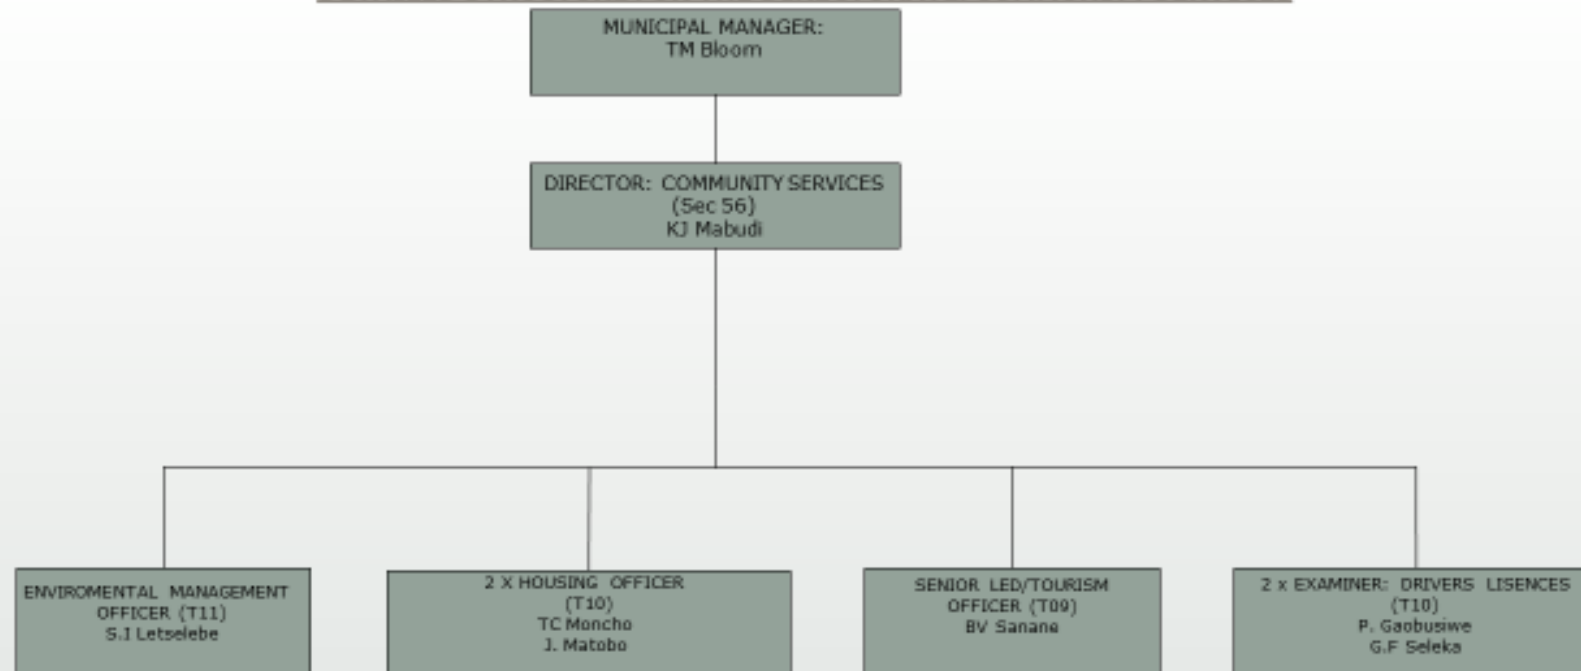 MUNICIPAL MANAGER:
TM Bloom
DIRECTOR: COMMUNITY SERVICES
(Sec 56)
KJ Mabudi
ENVIROMENTAL MANAGEMENT
OFFICER (T11)
S.I Letselebe
2 X HOUSING OFFICER
(T10)
TC Moncho
J. Matobo
SENIOR LED/TOURISM
OFFICER (T09)
BV Sanane
2 x EXAMINER: DRIVERS LISENCES
(T10)
P. Gaobusiwe
G.F Seleka